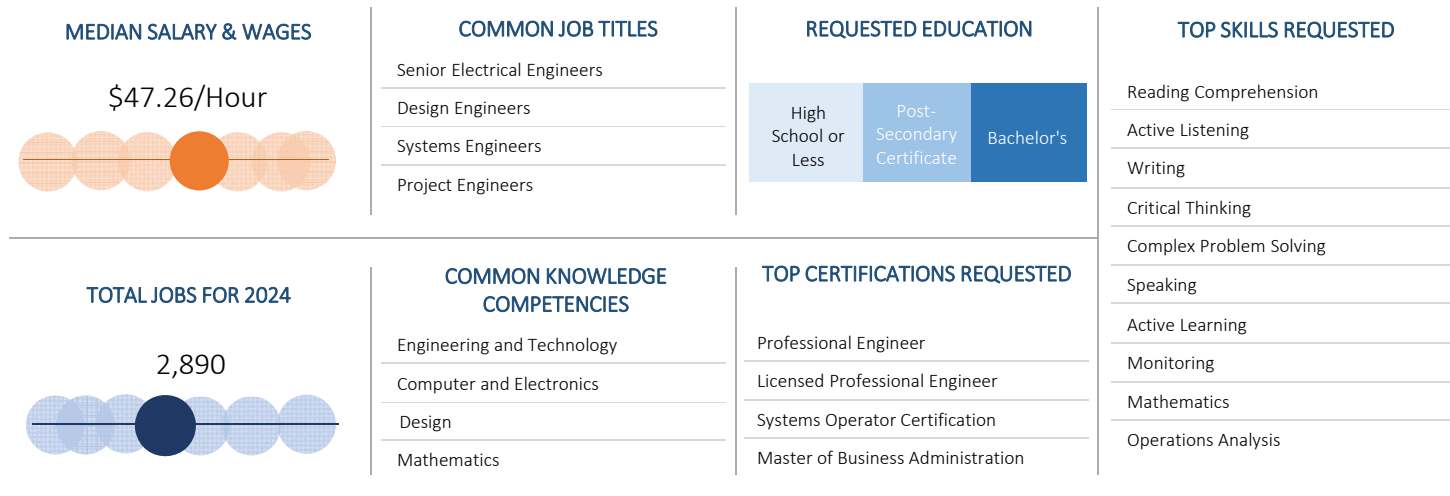 MEDIAN SALARY & WAGES
$47.26/Hour
COMMON JOB TITLES
Senior Electrical Engineers
Design Engineers
Systems Engineers
Project Engineers
REQUESTED EDUCATION
High
School or
Less
Post-
Secondary
Certificate
Bachelor's
TOP SKILLS REQUESTED
Reading Comprehension
Active Listening
Writing
Critical Thinking
Complex Problem Solving
Speaking
Active Learning
Monitoring
Mathematics
Operations Analysis
TOTAL JOBS FOR 2024
2,890
COMMON KNOWLEDGE
COMPETENCIES
Engineering and Technology
Computer and Electronics
Design
Mathematics
TOP CERTIFICATIONS REQUESTED
Professional Engineer
Licensed Professional Engineer
Systems Operator Certification
Master of Business Administration